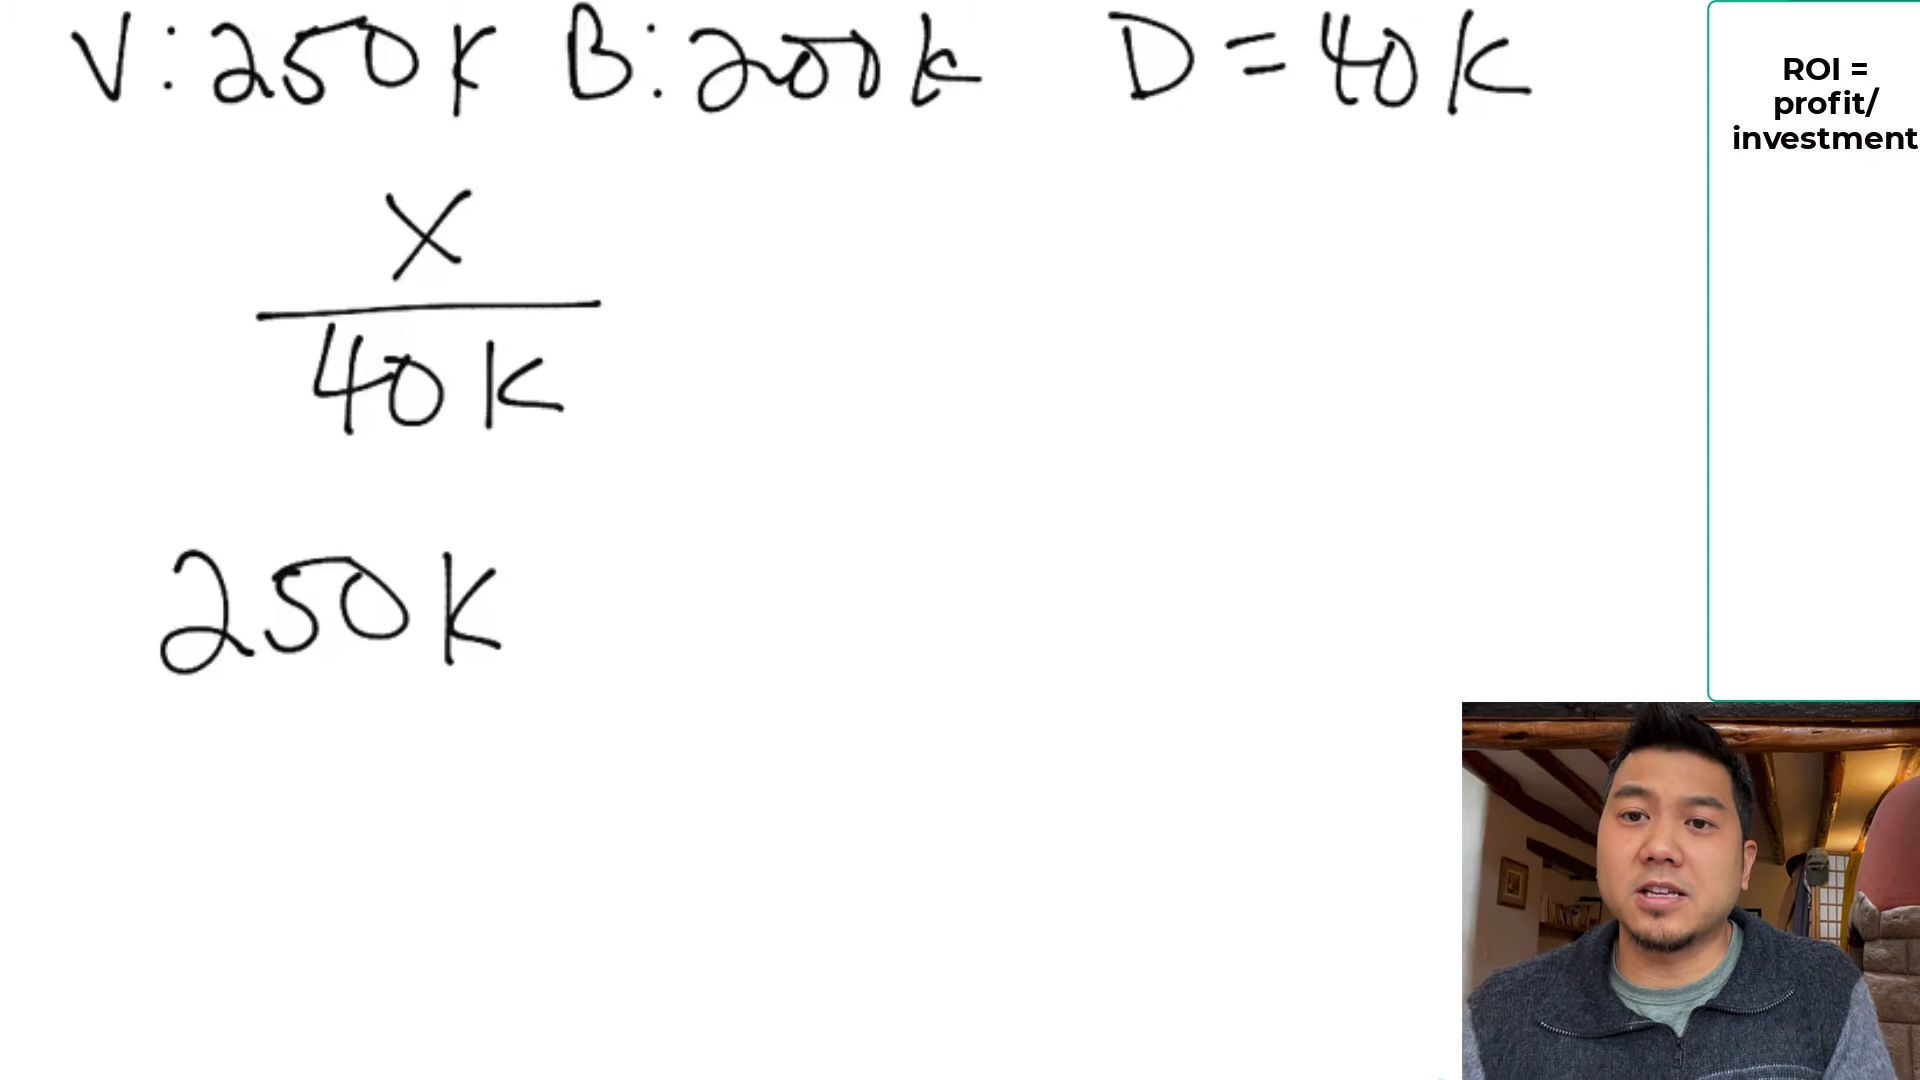 V: 250K B: 200K D = 40K
ROI =
profit/
investment
X
40K
250K